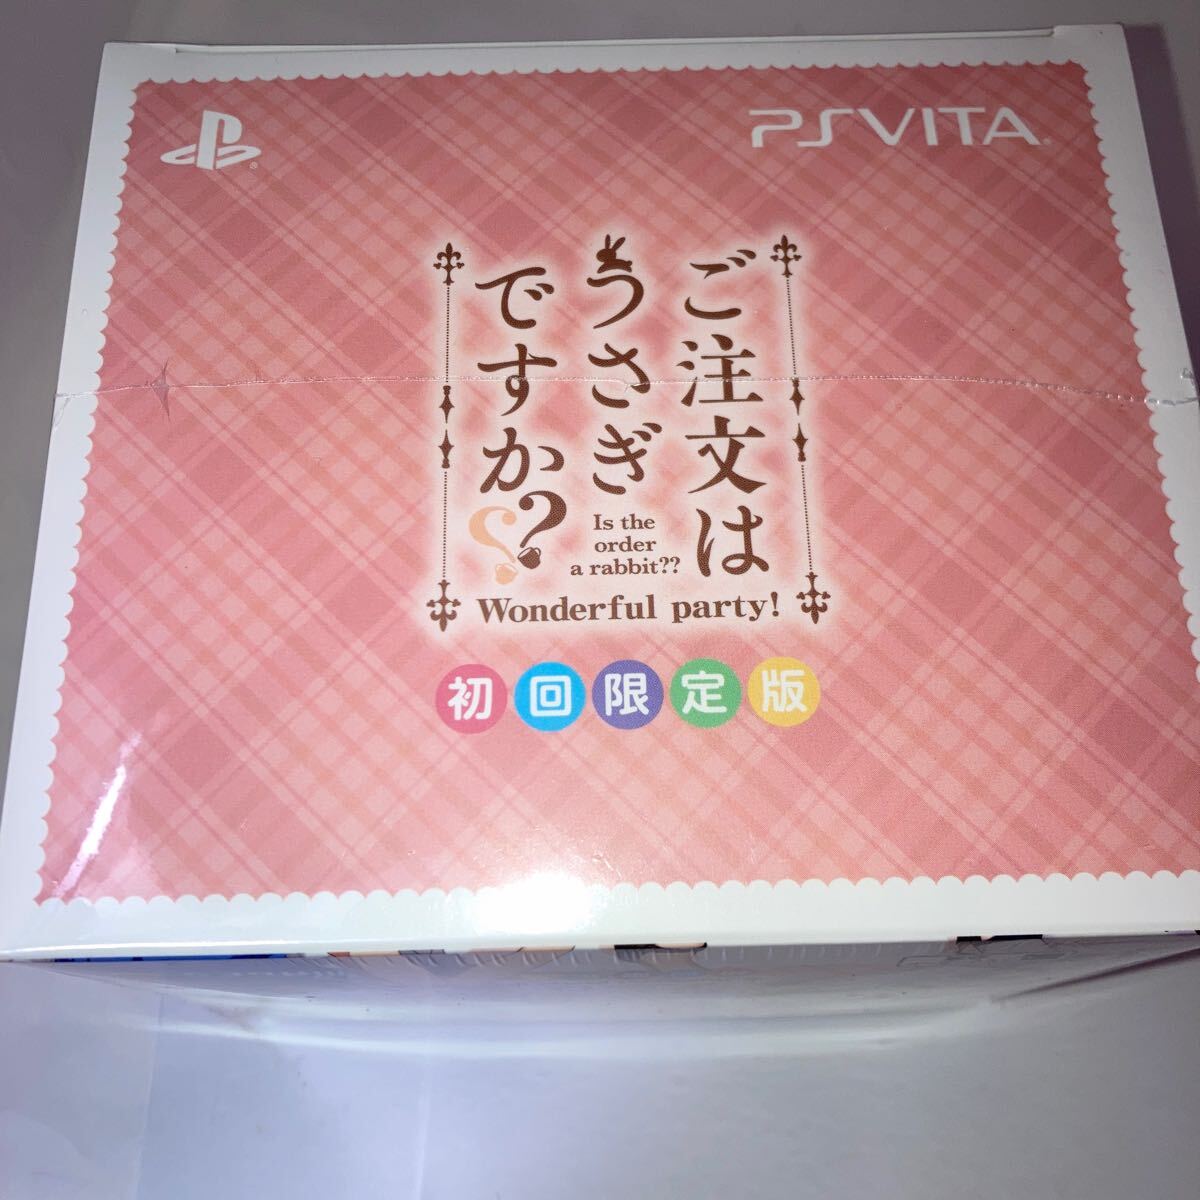 PSVITA
ご注文は
うさぎ
ですか??
Is the
order
a rabbit??
Wonderful party!
初回限定版